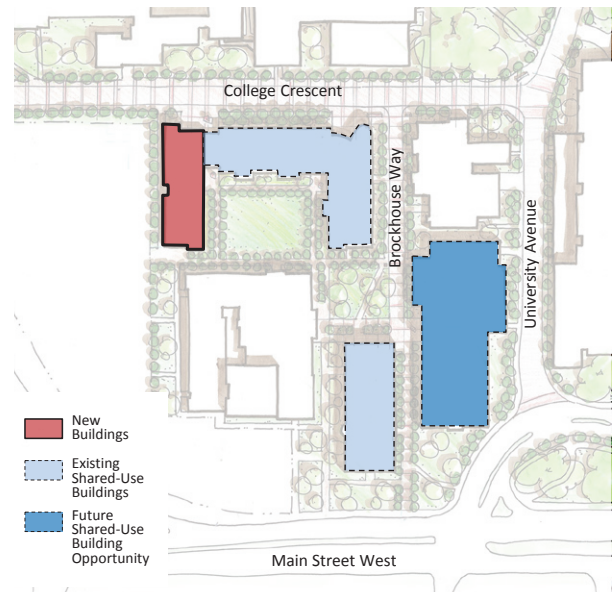 College Crescent
Brockhouse Way
University Avenue
New
Buildings
Existing
Shared-Use
Buildings
Future
Shared-Use
Building
Opportunity
Main Street West